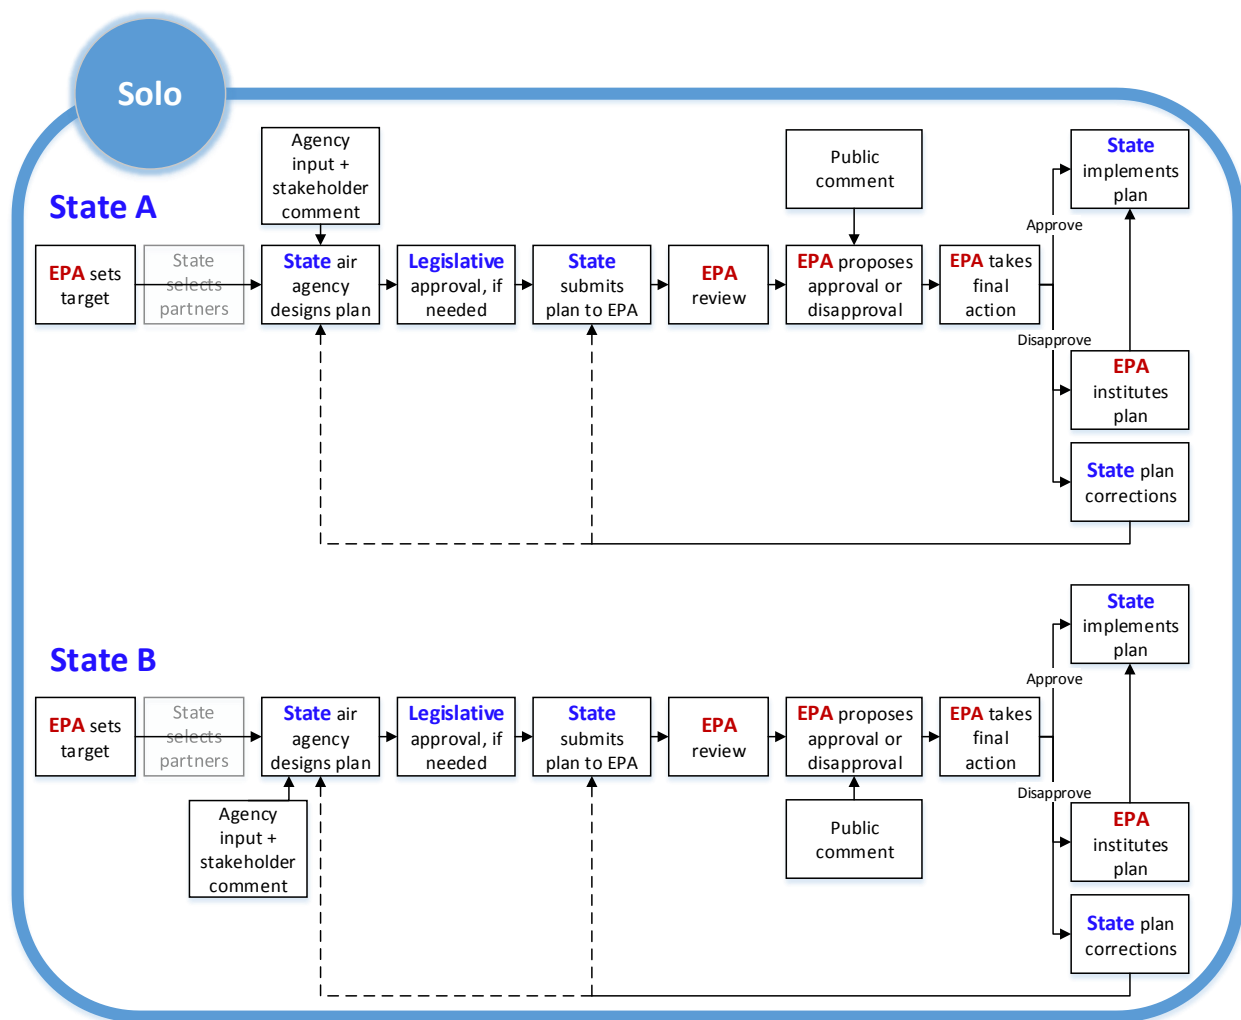 Solo
State A
Agency
input +
stakeholder
comment
Public
comment
State
implements
plan
Approve
EPA sets
target
State
selects
partners
State air
agency
designs plan
Legislative
approval, if
needed
State
submits
plan to EPA
EPA
review
EPA proposes
approval or
disapproval
EPA takes
final
action
Disapprove
EPA
institutes
plan
State plan
corrections
State B
State
implements
plan
Approve
EPA sets
target
State
selects
partners
State air
agency
designs plan
Legislative
approval, if
needed
State
submits
plan to EPA
EPA
review
EPA proposes
approval or
disapproval
EPA takes
final
action
Disapprove
Agency
input +
stakeholder
comment
Public
comment
EPA
institutes
plan
State plan
corrections